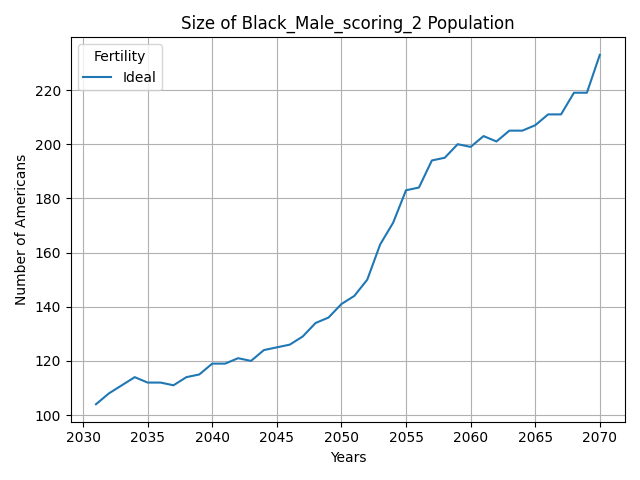 Size of Black_Male_scoring_2 Population
Fertility
Ideal
Number of Americans
220
200
180
160
140
120
100
2030 2035 2040 2045 2050 2055 2060 2065 2070
Years